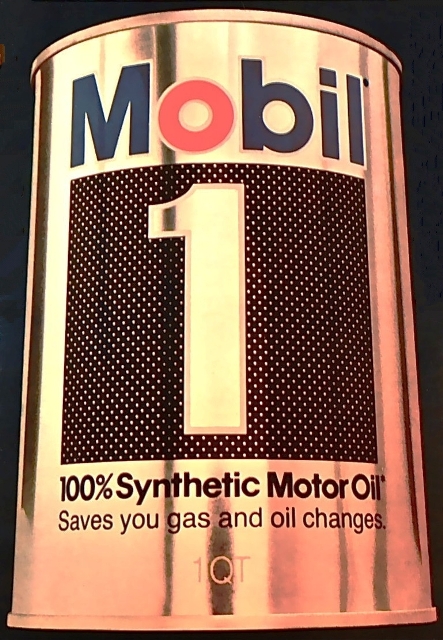 Mobil
1
100% Synthetic Motor Oil
Saves you gas and oil changes.
1QT